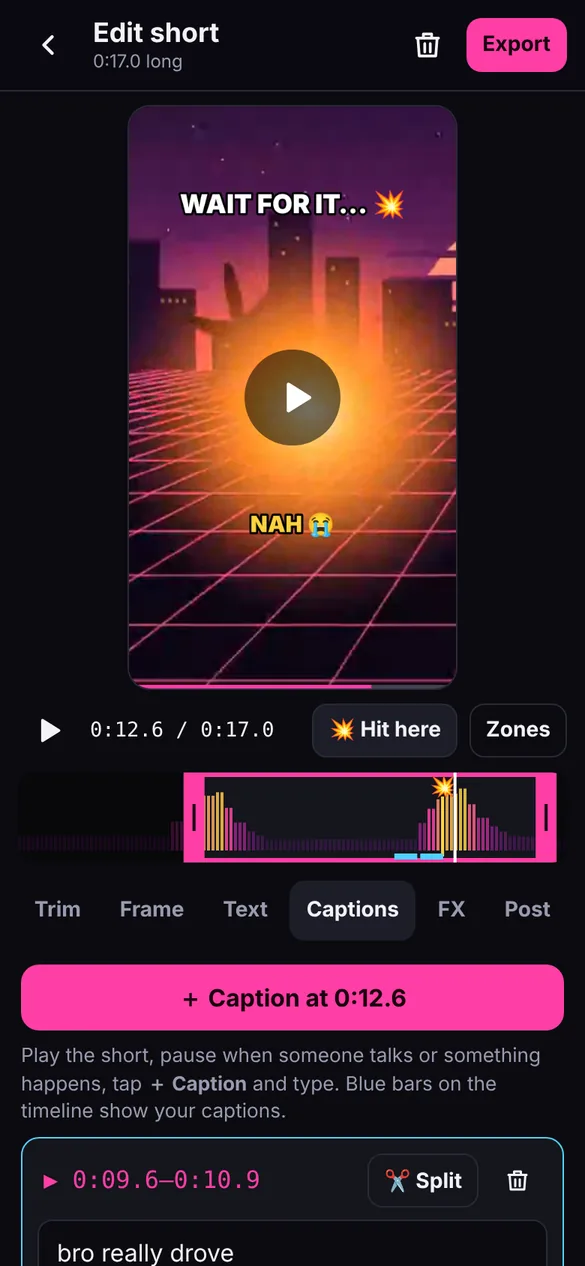 Edit short
0:17.0 long
Export
WAIT FOR IT... 💥
NAH 😭
0:12.6 / 0:17.0
💥 Hit here
Zones
💥
Trim
Frame
Text
Captions
FX
Post
+ Caption at 0:12.6
Play the short, pause when someone talks or something
happens, tap + Caption and type. Blue bars on the
timeline show your captions.
▶ 0:09.6–0:10.9
✂️ Split
bro really drove